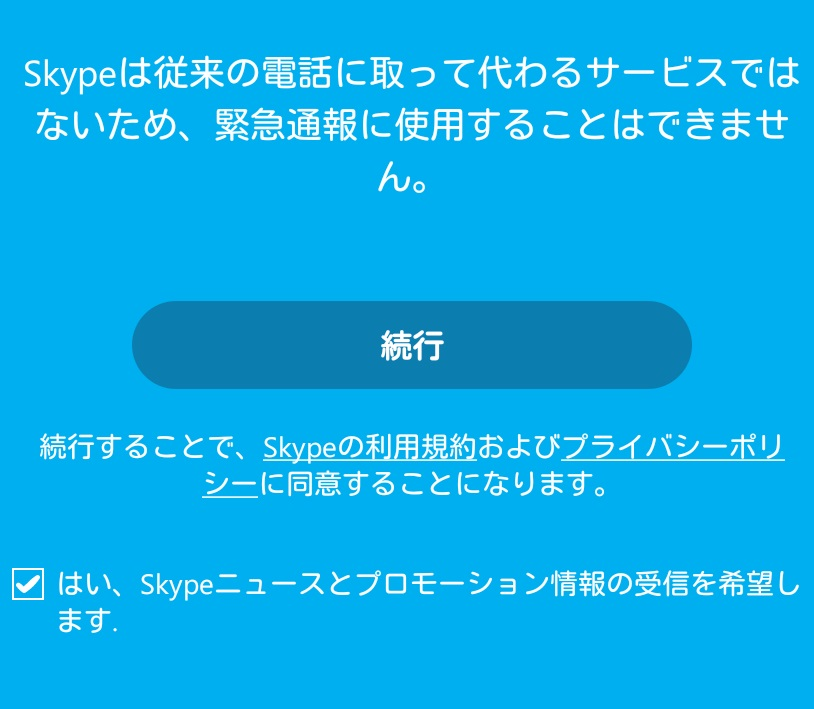 Skypeは従来の電話に取って代わるサービスでは
ないため、緊急通報に使用することはできませ
ん。
続行
続行することで、Skypeの利用規約およびプライバシーポリ
シーに同意することになります。
はい、Skypeニュースとプロモーション情報の受信を希望し
ます.